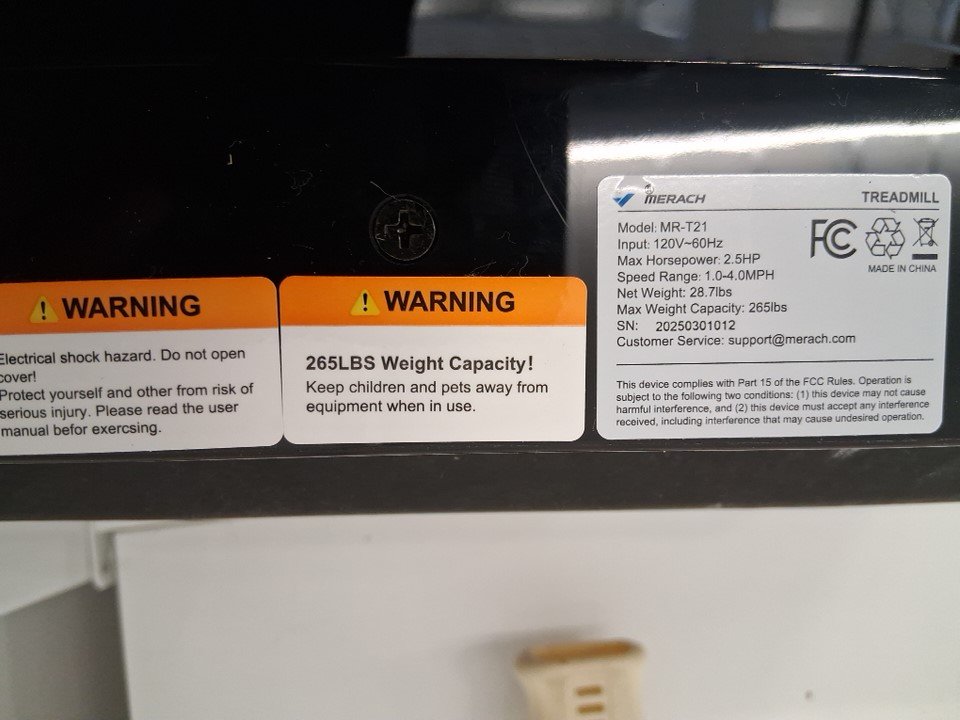 WARNING
Electrical shock hazard. Do not open
cover!
Protect yourself and other from risk of
serious injury. Please read the user
manual befor exercsing.
WARNING
265LBS Weight Capacity!
Keep children and pets away from
equipment when in use.
MERACH
TREADMILL
Model: MR-T21
Input: 120V~60Hz
Max Horsepower: 2.5HP
Speed Range: 1.0-4.0MPH
Net Weight: 28.7lbs
Max Weight Capacity: 265lbs
SN: 20250301012
Customer Service: support@merach.com
FC
MADE IN CHINA
This device complies with Part 15 of the FCC Rules. Operation is
subject to the following two conditions: (1) this device may not cause
harmful interference, and (2) this device must accept any interference
received, including interference that may cause undesired operation.